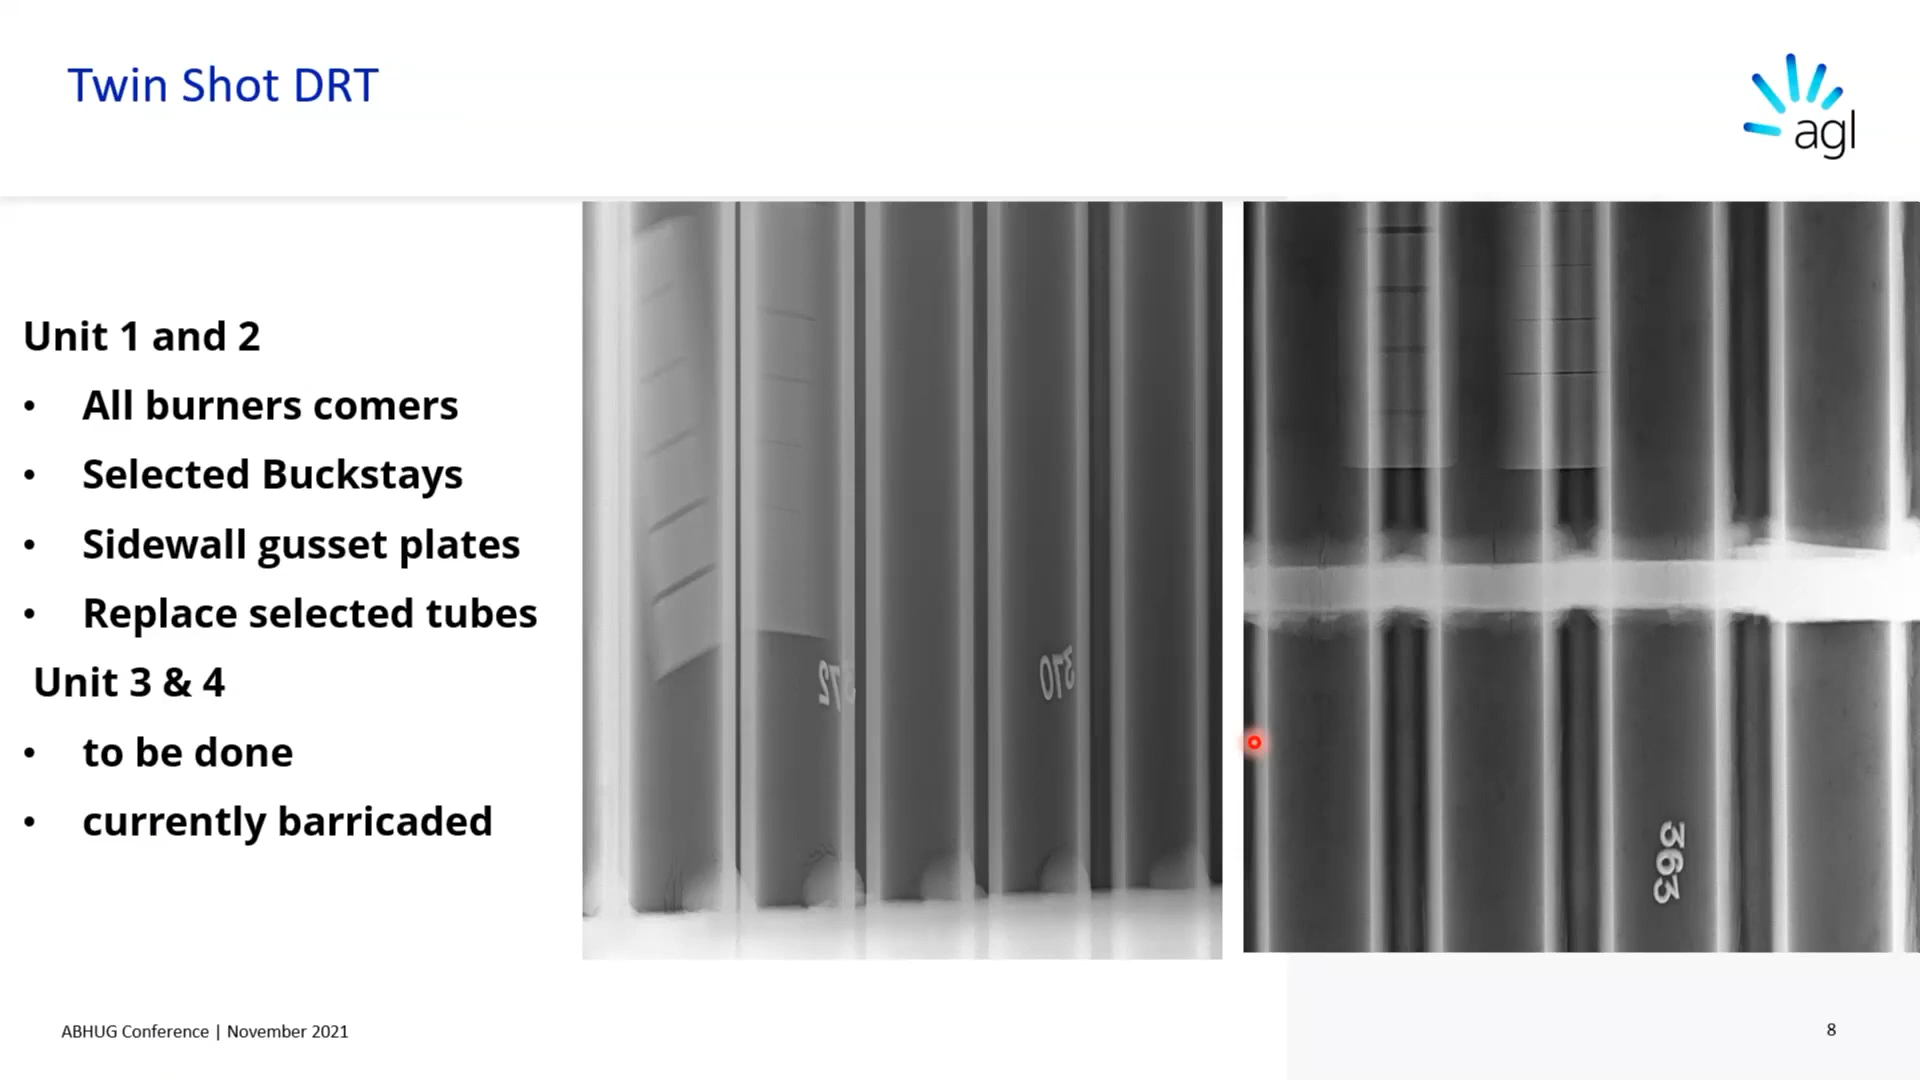 Twin Shot DRT
agl
Unit 1 and 2
• All burners comers
• Selected Buckstays
• Sidewall gusset plates
• Replace selected tubes
Unit 3 & 4
• to be done
• currently barricaded
372
370
363
ABHUG Conference | November 2021
8